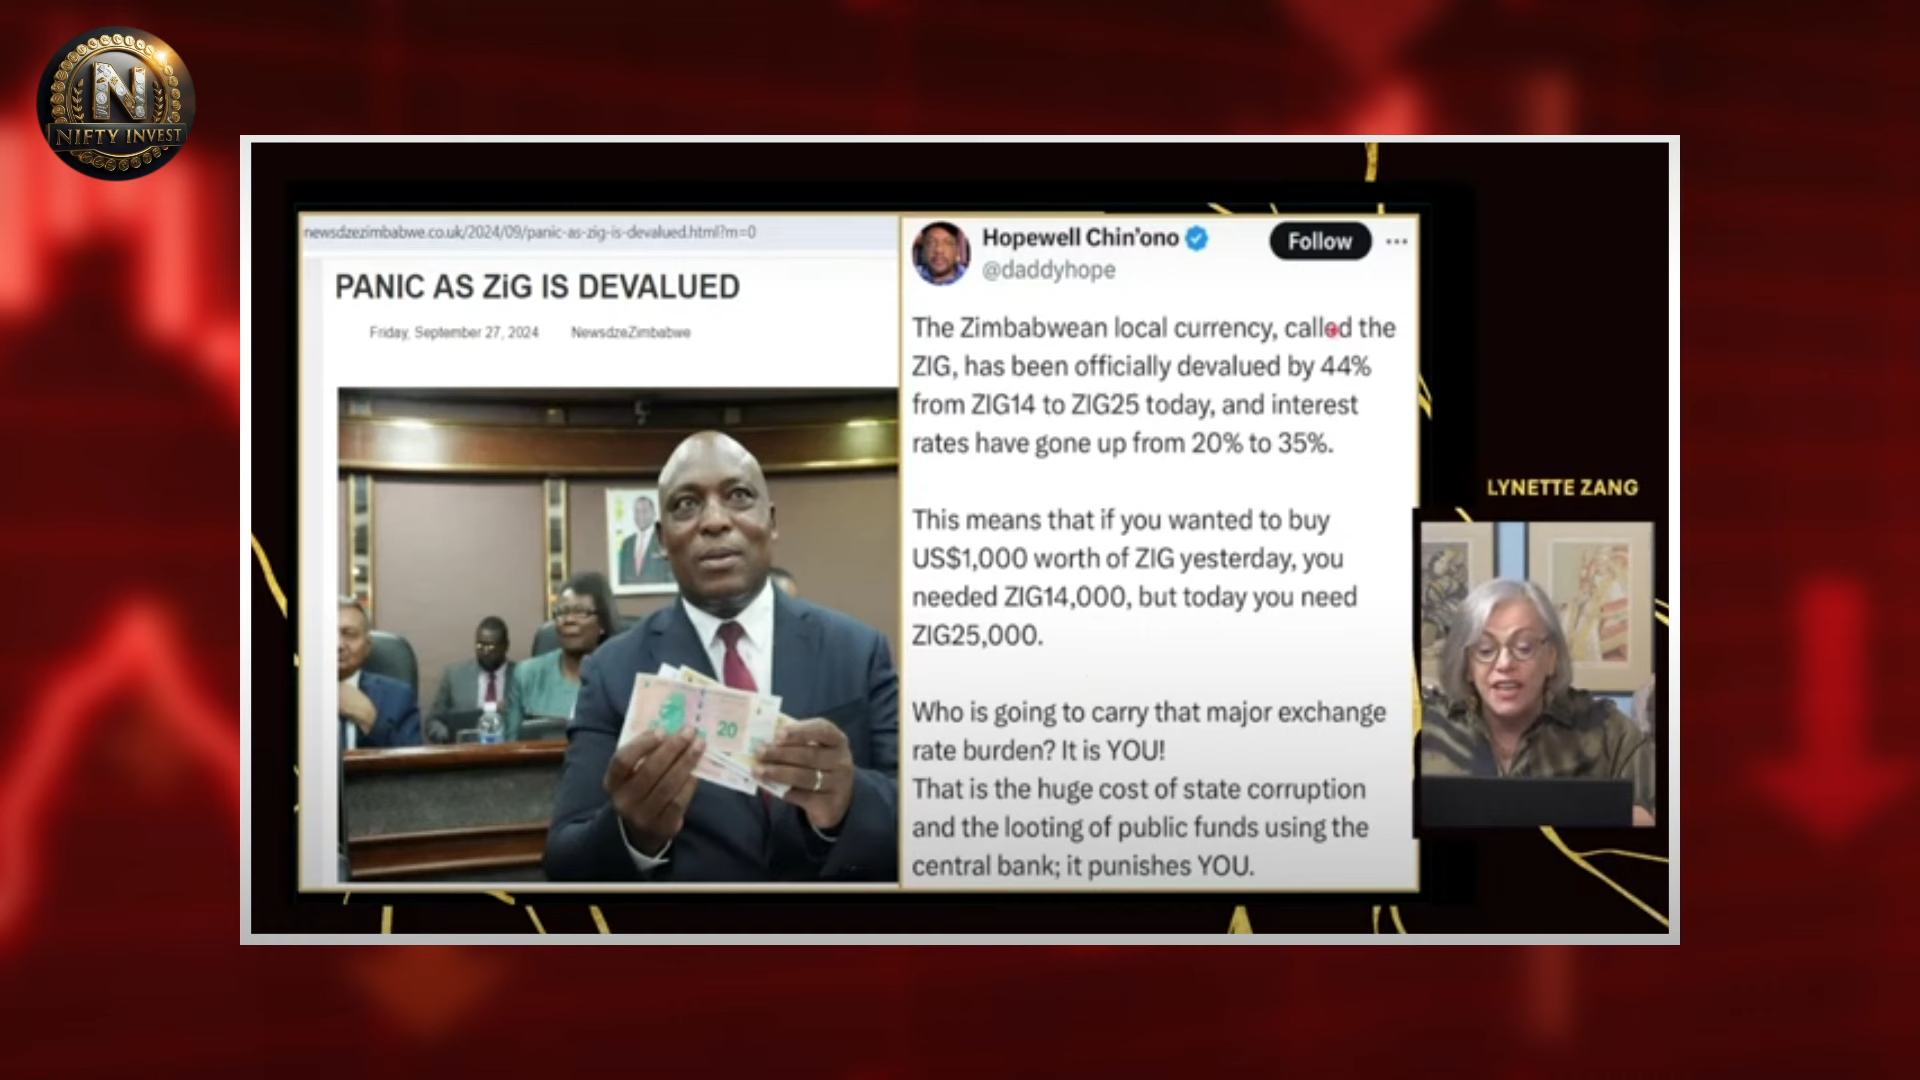 N
NIFTY INVEST
newsdzezimbabwe.co.uk/2024/09/panic-as-zig-is-devalued.html?m=0
PANIC AS ZiG IS DEVALUED
Friday, September 27, 2024 NewsdzeZimbabwe
20
Hopewell Chin'ono
@daddyhope
Follow
The Zimbabwean local currency, called the
ZIG, has been officially devalued by 44%
from ZIG14 to ZIG25 today, and interest
rates have gone up from 20% to 35%.
This means that if you wanted to buy
US$1,000 worth of ZIG yesterday, you
needed ZIG14,000, but today you need
ZIG25,000.
Who is going to carry that major exchange
rate burden? It is YOU!
That is the huge cost of state corruption
and the looting of public funds using the
central bank; it punishes YOU.
LYNETTE ZANG